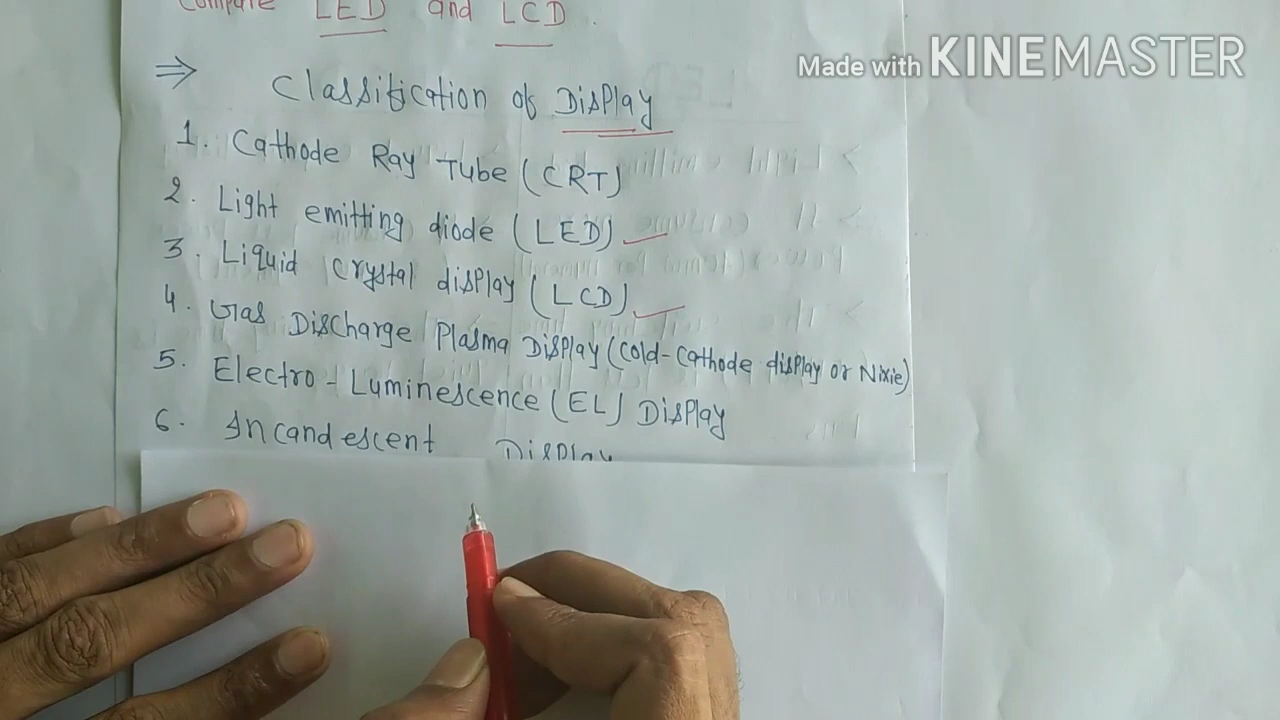 Compare LED and LCD.
Made with KINEMASTER
⇒ Classification of Display
1. Cathode Ray Tube (CRT)
2. Light emitting diode (LED)
3. Liquid Crystal display (LCD)
4. Gas Discharge Plasma Display (Cold-Cathode display or Nixie)
5. Electro-Luminescence (EL) Display
6. Incandescent Display